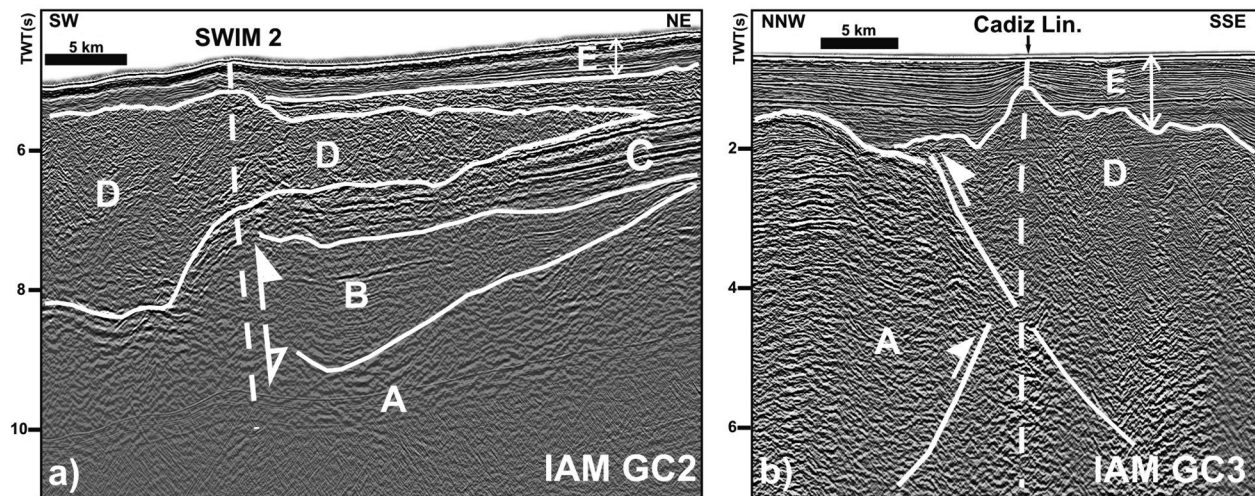 SW
NE
SWIM 2
5 km
TWT(s)
E
D
D
C
B
A
6
8
10
a)
IAM GC2
NNW
Cadiz Lin.
SSE
5 km
TWT(s)
E
D
A
2
4
6
b)
IAM GC3